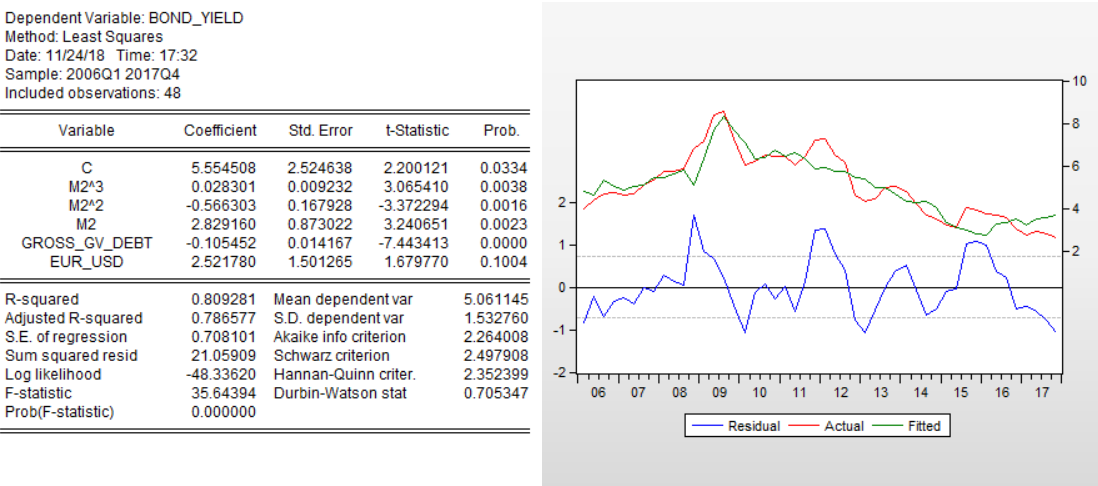 Dependent Variable: BOND_YIELD
Method: Least Squares
Date: 11/24/18 Time: 17:32
Sample: 2006Q1 2017Q4
Included observations: 48
Variable Coefficient Std. Error t-Statistic Prob.
C 5.554508 2.524638 2.200121 0.0334
M2^3 0.028301 0.009232 3.065410 0.0038
M2^2 -0.566303 0.167928 -3.372294 0.0016
M2 2.829160 0.873022 3.240651 0.0023
GROSS_GV_DEBT -0.105452 0.014167 -7.443413 0.0000
EUR_USD 2.521780 1.501265 1.679770 0.1004
R-squared 0.809281 Mean dependent var 5.061145
Adjusted R-squared 0.786577 S.D. dependent var 1.532760
S.E. of regression 0.708101 Akaike info criterion 2.264008
Sum squared resid 21.05909 Schwarz criterion 2.497908
Log likelihood -48.33620 Hannan-Quinn criter. 2.352399
F-statistic 35.64394 Durbin-Watson stat 0.705347
Prob(F-statistic) 0.000000
10
8
6
4
2
2
1
0
-1
-2
06 07 08 09 10 11 12 13 14 15 16 17
Residual Actual Fitted